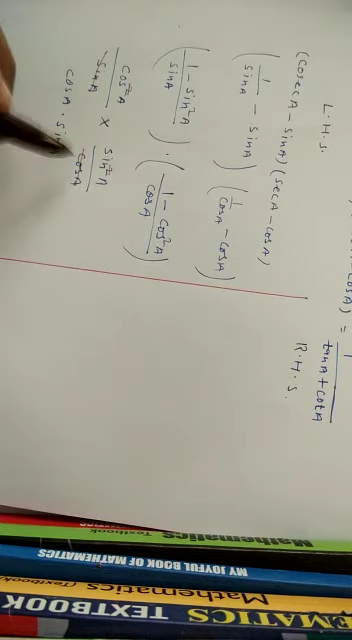 cosA) = 1/(tanA + cotA)
L.H.S. R.H.S.
(cosecA - sinA)(secA - cosA)
(1/sinA - sinA)(1/cosA - cosA)
((1 - sin²A)/sinA) · ((1 - cos²A)/cosA)
cos²A/sinA × sin²A/cosA
cosA · si
Mathematics Textbook
MY JOYFUL BOOK OF MATHEMATICS
Mathematics (Textbook
EMATICS TEXTBOOK